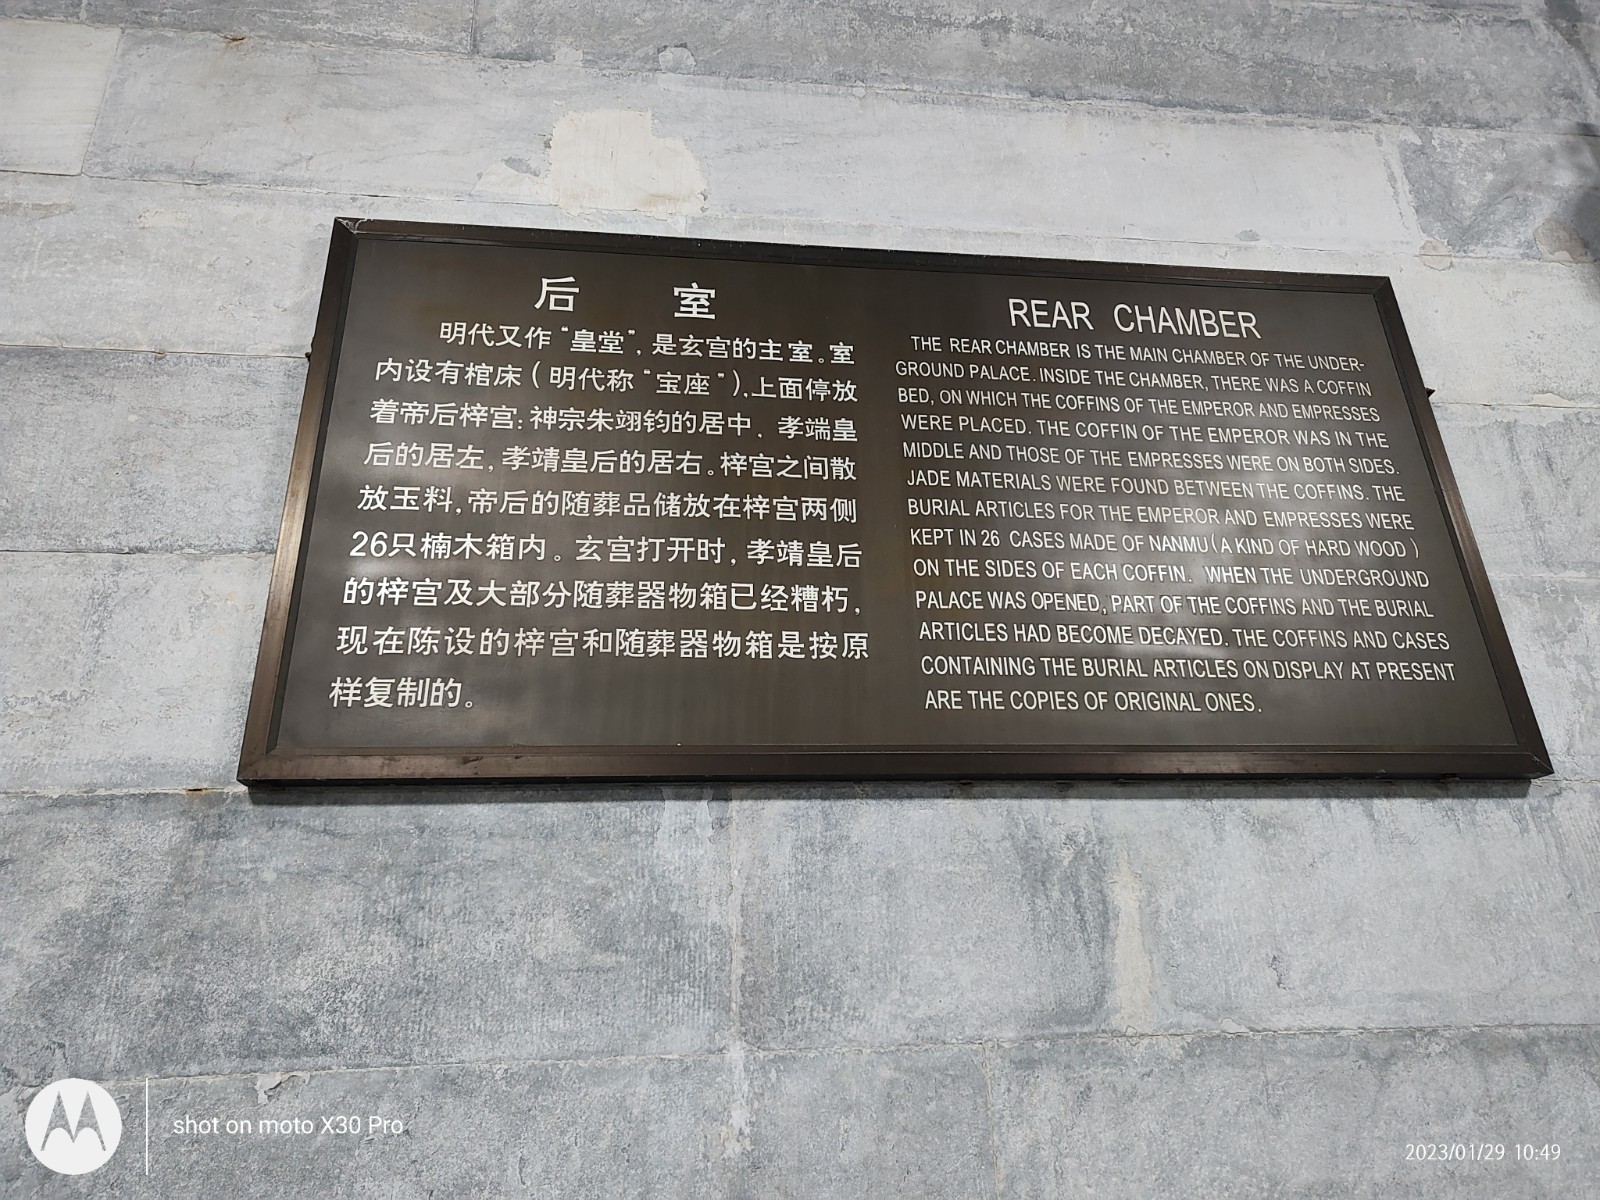 后 室
明代又作“皇堂”，是玄宫的主室。室
内设有棺床（明代称“宝座”），上面停放
着帝后梓宫：神宗朱翊钧的居中，孝端皇
后的居左，孝靖皇后的居右。梓宫之间散
放玉料，帝后的随葬品储放在梓宫两侧
26只楠木箱内。玄宫打开时，孝靖皇后
的梓宫及大部分随葬器物箱已经糟朽，
现在陈设的梓宫和随葬器物箱是按原
样复制的。
REAR CHAMBER
THE REAR CHAMBER IS THE MAIN CHAMBER OF THE UNDER-
GROUND PALACE. INSIDE THE CHAMBER, THERE WAS A COFFIN
BED, ON WHICH THE COFFINS OF THE EMPEROR AND EMPRESSES
WERE PLACED. THE COFFIN OF THE EMPEROR WAS IN THE
MIDDLE AND THOSE OF THE EMPRESSES WERE ON BOTH SIDES.
JADE MATERIALS WERE FOUND BETWEEN THE COFFINS. THE
BURIAL ARTICLES FOR THE EMPEROR AND EMPRESSES WERE
KEPT IN 26 CASES MADE OF NANMU (A KIND OF HARD WOOD)
ON THE SIDES OF EACH COFFIN. WHEN THE UNDERGROUND
PALACE WAS OPENED, PART OF THE COFFINS AND THE BURIAL
ARTICLES HAD BECOME DECAYED. THE COFFINS AND CASES
CONTAINING THE BURIAL ARTICLES ON DISPLAY AT PRESENT
ARE THE COPIES OF ORIGINAL ONES.
shot on moto X30 Pro
2023/01/29 10:49